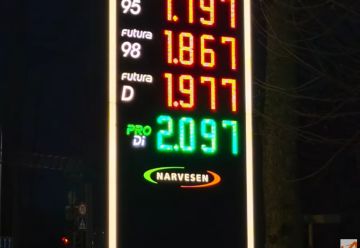 95 1.797
Futura
98 1.867
Futura
D 1.977
PRO
Di 2.097
NARVESEN